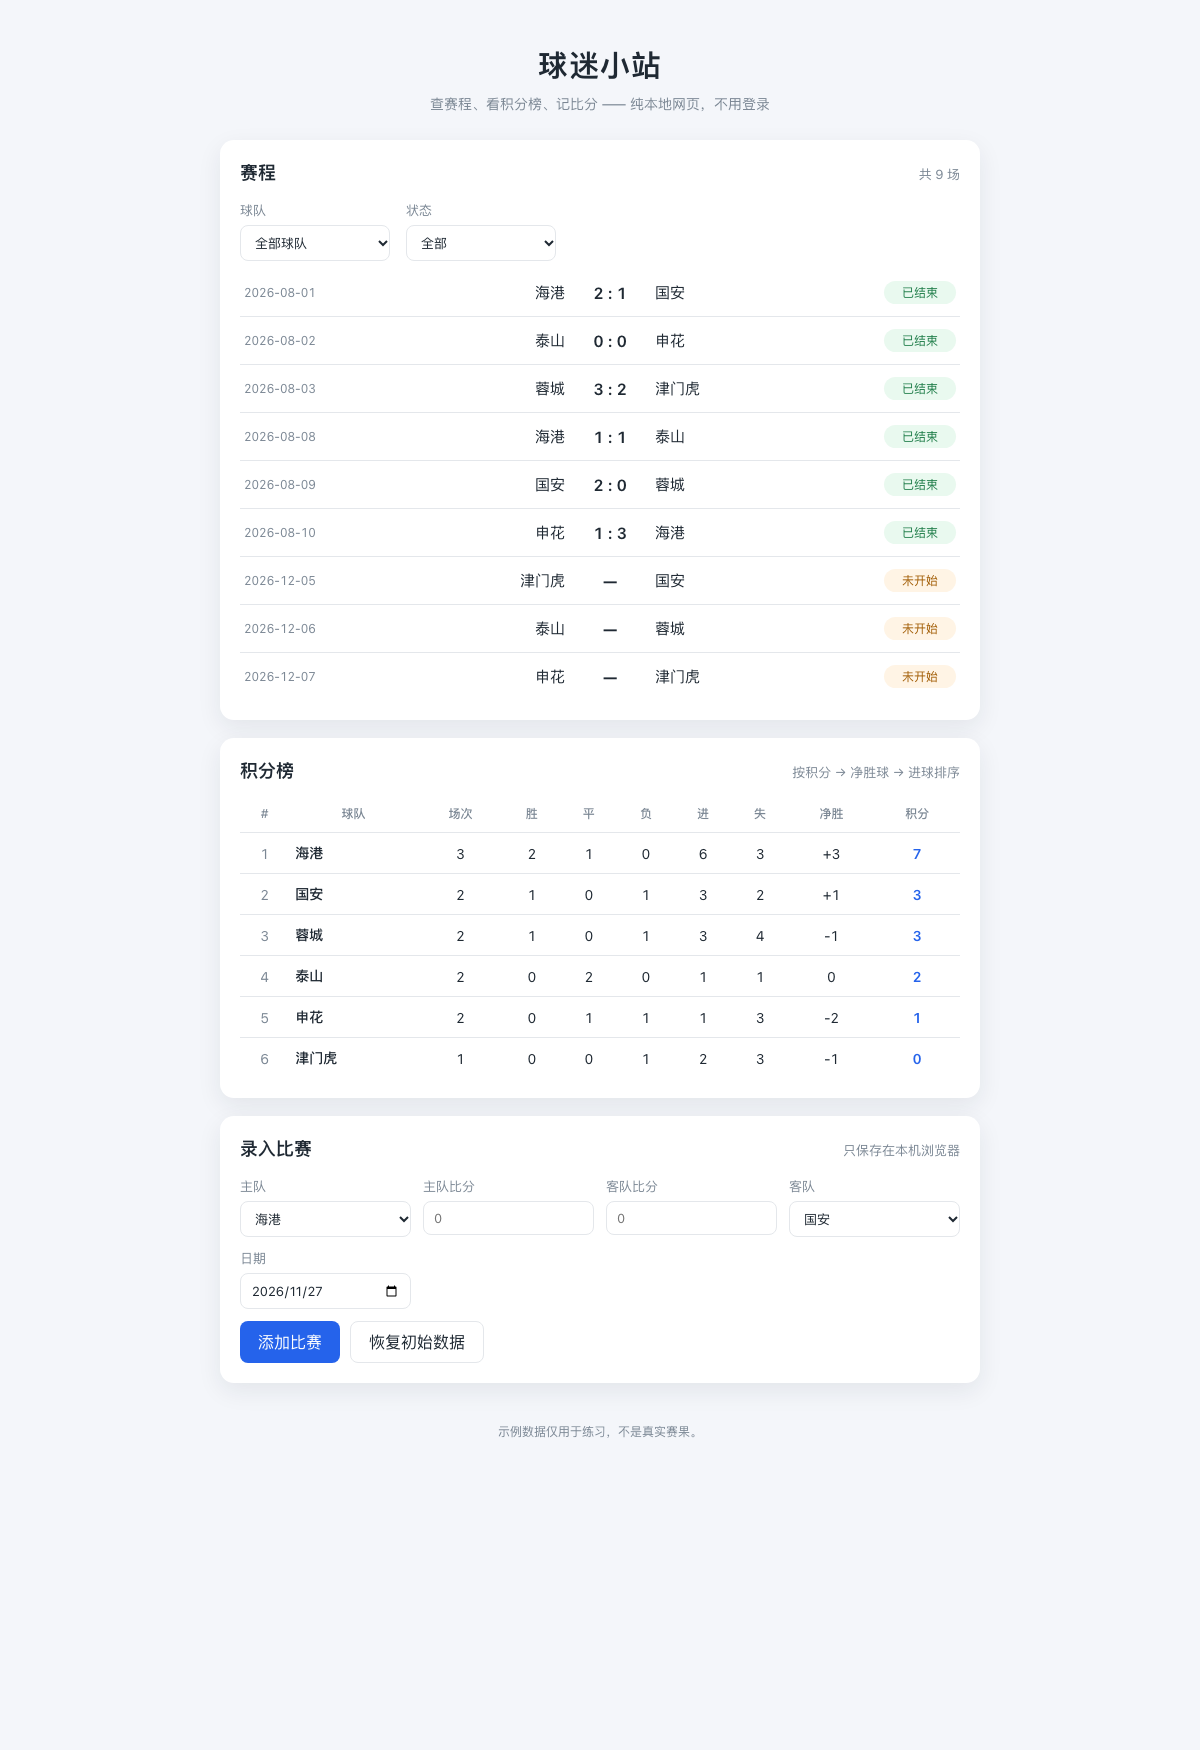 球迷小站
查赛程、看积分榜、记比分 —— 纯本地网页，不用登录
赛程 共 9 场
球队 状态
全部球队 全部
2026-08-01 海港 2 : 1 国安 已结束
2026-08-02 泰山 0 : 0 申花 已结束
2026-08-03 蓉城 3 : 2 津门虎 已结束
2026-08-08 海港 1 : 1 泰山 已结束
2026-08-09 国安 2 : 0 蓉城 已结束
2026-08-10 申花 1 : 3 海港 已结束
2026-12-05 津门虎 — 国安 未开始
2026-12-06 泰山 — 蓉城 未开始
2026-12-07 申花 — 津门虎 未开始
积分榜 按积分 → 净胜球 → 进球排序
# 球队 场次 胜 平 负 进 失 净胜 积分
1 海港 3 2 1 0 6 3 +3 7
2 国安 2 1 0 1 3 2 +1 3
3 蓉城 2 1 0 1 3 4 -1 3
4 泰山 2 0 2 0 1 1 0 2
5 申花 2 0 1 1 1 3 -2 1
6 津门虎 1 0 0 1 2 3 -1 0
录入比赛 只保存在本机浏览器
主队 主队比分 客队比分 客队
海港 0 0 国安
日期
2026/11/27
添加比赛 恢复初始数据
示例数据仅用于练习，不是真实赛果。